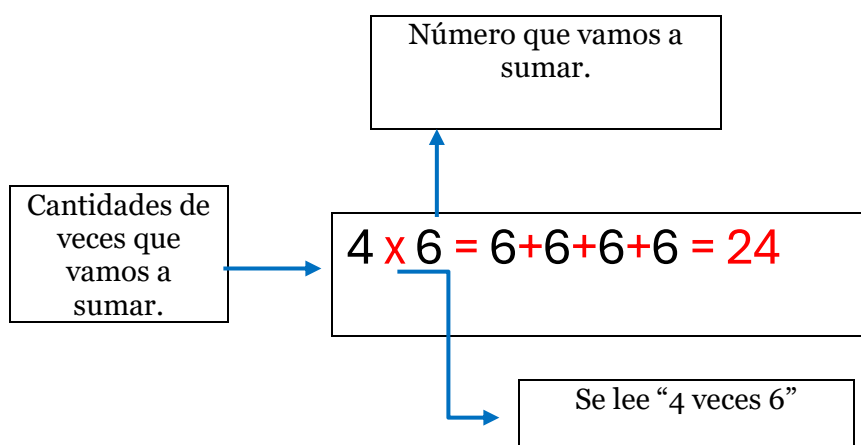 Número que vamos a
sumar.
Cantidades de
veces que
vamos a
sumar.
4 x 6 = 6+6+6+6 = 24
Se lee “4 veces 6”